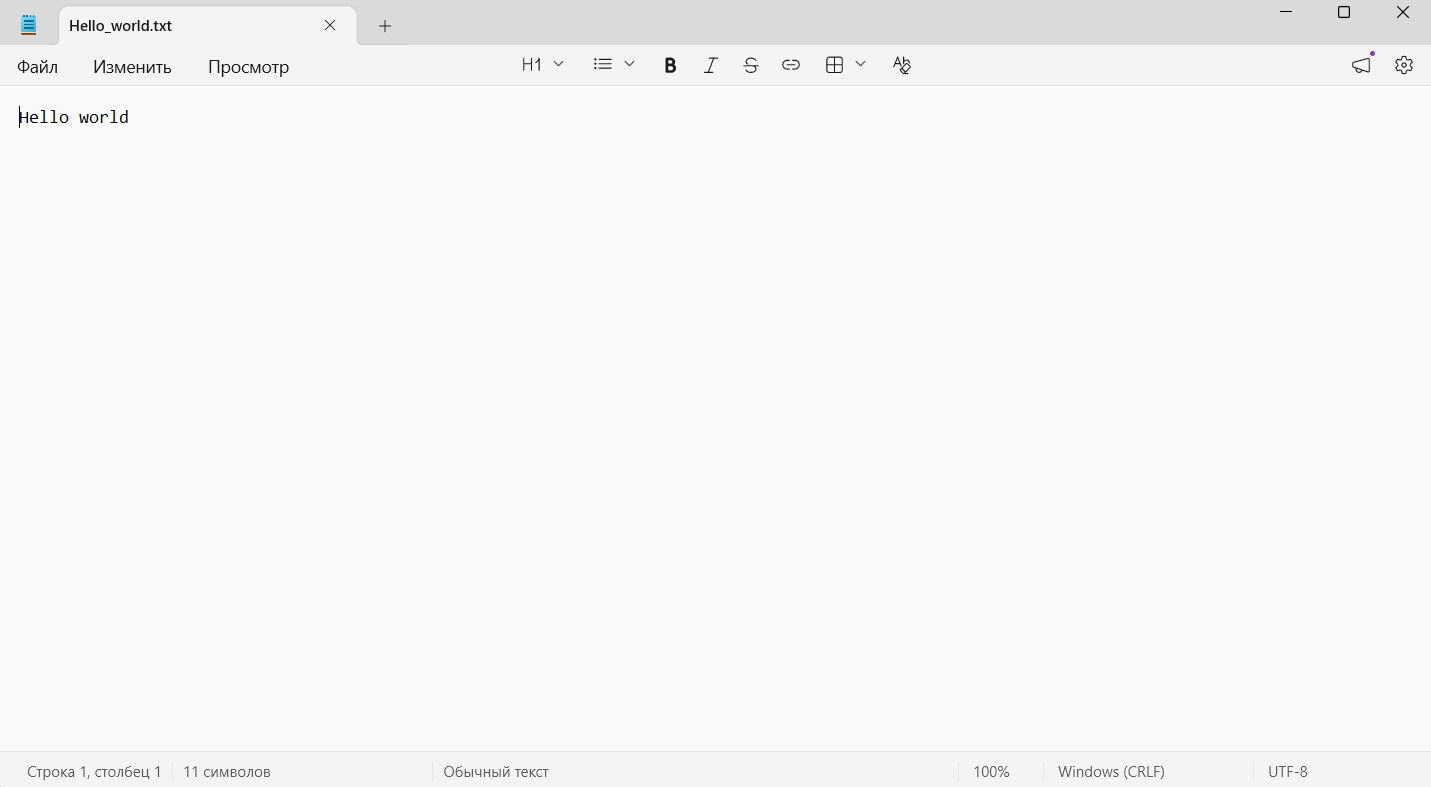 Hello_world.txt
Файл Изменить Просмотр H1 B I S Ab
Hello world
Строка 1, столбец 1 11 символов Обычный текст 100% Windows (CRLF) UTF-8